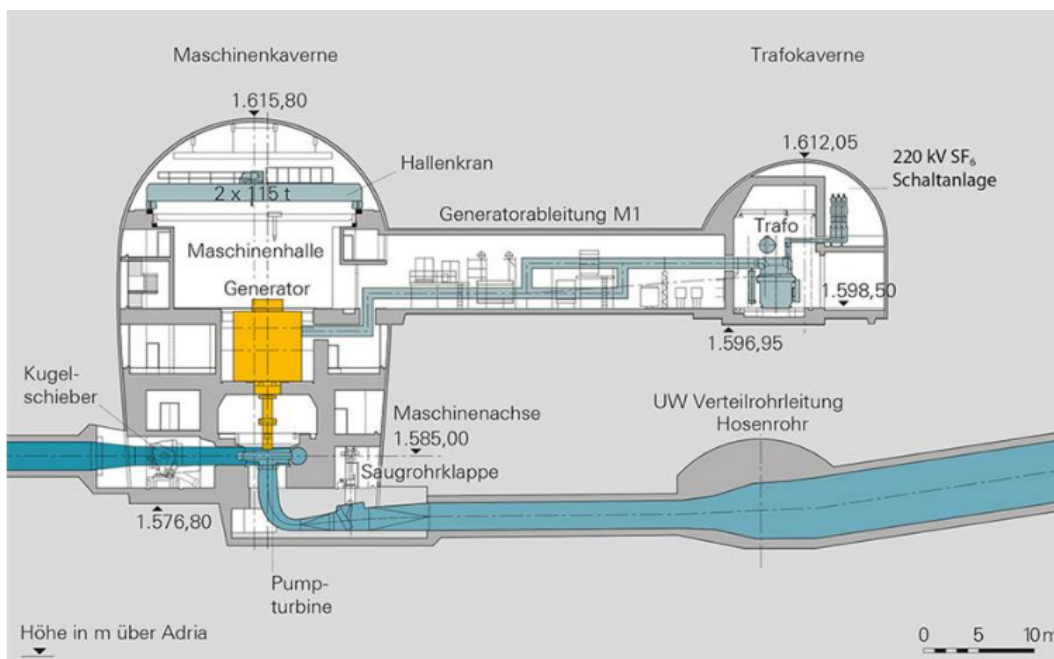 Maschinenkaverne
Trafokaverne
1.615,80
Hallenkran
2 x 115 t
1.612,05
220 kV SF₆
Schaltanlage
Generatorableitung M1
Trafo
Maschinenhalle
Generator
1.598,50
1.596,95
Kugel-
schieber
Maschinenachse
1.585,00
UW Verteilrohrleitung
Hosenrohr
Saugrohrklappe
1.576,80
Pump-
turbine
Höhe in m über Adria
0 5 10 m